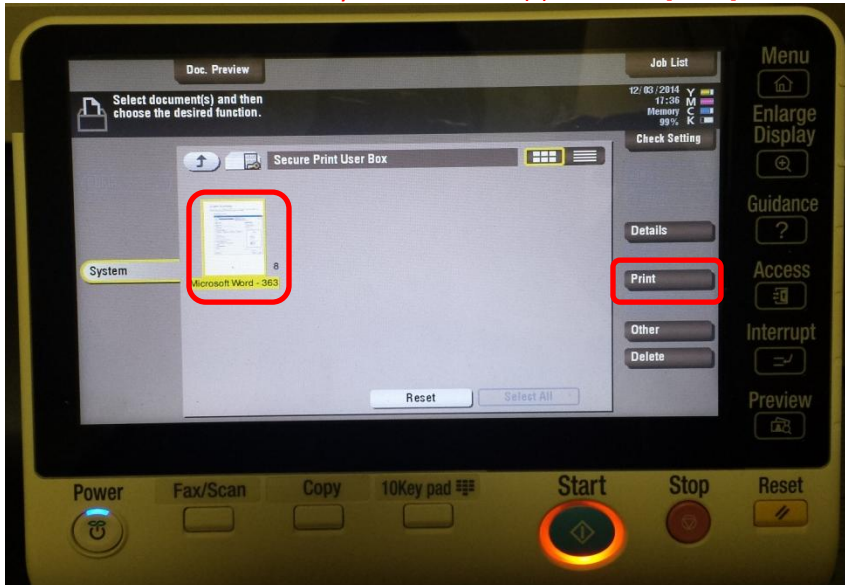 Doc. Preview
Job List
Select document(s) and then
choose the desired function.
12/03/2014
17:36
Memory
99%
Y
M
C
K
Check Setting
Secure Print User Box
Details
System
8
Microsoft Word - 363
Print
Other
Delete
Reset
Select All
Menu
Enlarge
Display
Guidance
?
Access
Interrupt
Preview
Power
Fax/Scan
Copy
10Key pad
Start
Stop
Reset